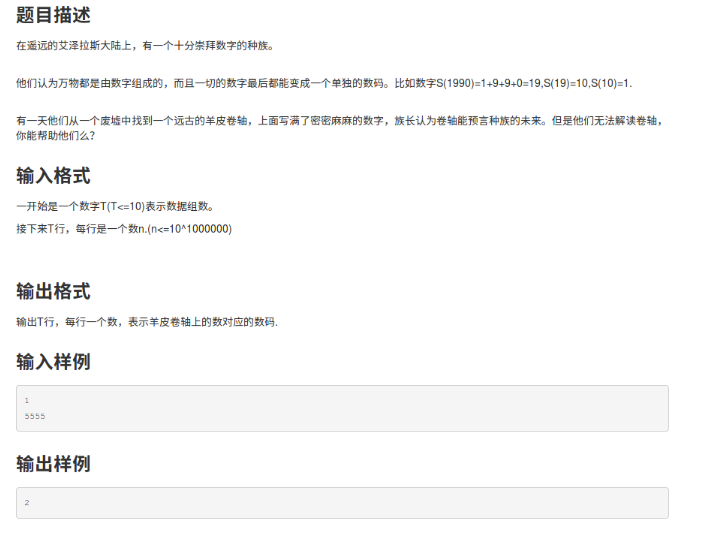 题目描述
在遥远的艾泽拉斯大陆上，有一个十分崇拜数字的种族。
他们认为万物都是由数字组成的，而且一切的数字最后都能变成一个单独的数码。比如数字S(1990)=1+9+9+0=19,S(19)=10,S(10)=1.
有一天他们从一个废墟中找到一个远古的羊皮卷轴，上面写满了密密麻麻的数字，族长认为卷轴能预言种族的未来。但是他们无法解读卷轴，
你能帮助他们么?
输入格式
一开始是一个数字T(T<=10)表示数据组数。
接下来T行，每行是一个数n.(n<=10^1000000)
输出格式
输出T行，每行一个数，表示羊皮卷轴上的数对应的数码.
输入样例
1
5555
输出样例
2